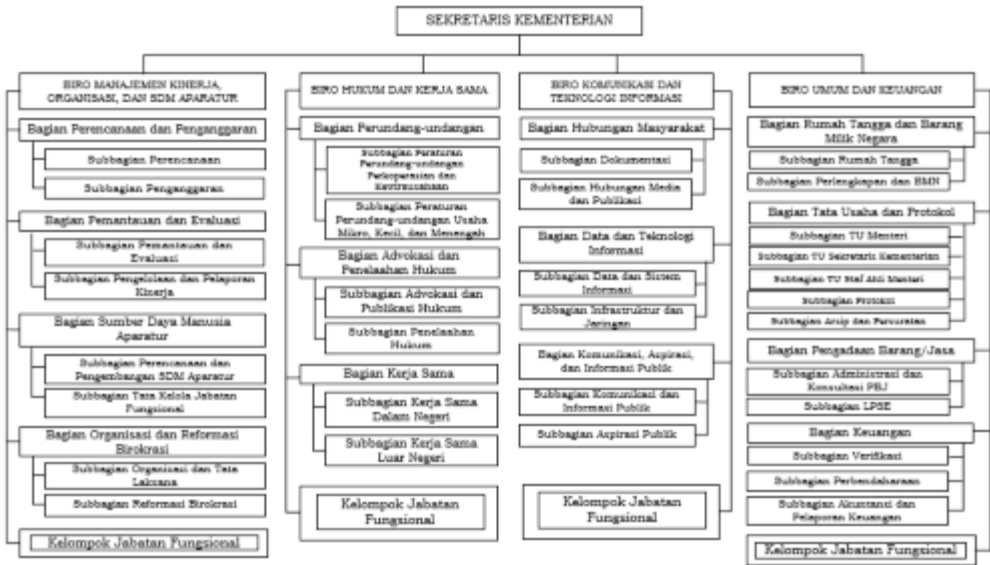 SEKRETARIS KEMENTERIAN
BIRO MANAJEMEN KINERJA,
ORGANISASI, DAN SDM APARATUR
Bagian Perencanaan dan Penganggaran
Subbagian Perencanaan
Subbagian Penganggaran
Bagian Pemantauan dan Evaluasi
Subbagian Pemantauan dan
Evaluasi
Subbagian Pengelolaan dan Pelaporan
Kinerja
Bagian Sumber Daya Manusia
Aparatur
Subbagian Perencanaan dan
Pengembangan SDM Aparatur
Subbagian Tata Kelola Jabatan
Fungsional
Bagian Organisasi dan Reformasi
Birokrasi
Subbagian Organisasi dan Tata
Laksana
Subbagian Reformasi Birokrasi
Kelompok Jabatan Fungsional
BIRO HUKUM DAN KERJA SAMA
Bagian Perundang-undangan
Subbagian Peraturan
Perundang-undangan
Perkoperasian dan
Kewirausahaan
Subbagian Peraturan
Perundang-undangan Usaha
Mikro, Kecil, dan Menengah
Bagian Advokasi dan
Penelaahan Hukum
Subbagian Advokasi dan
Publikasi Hukum
Subbagian Penelaahan
Hukum
Bagian Kerja Sama
Subbagian Kerja Sama
Dalam Negeri
Subbagian Kerja Sama
Luar Negeri
Kelompok Jabatan
Fungsional
BIRO KOMUNIKASI DAN
TEKNOLOGI INFORMASI
Bagian Hubungan Masyarakat
Subbagian Dokumentasi
Subbagian Hubungan Media
dan Publikasi
Bagian Data dan Teknologi
Informasi
Subbagian Data dan Sistem
Informasi
Subbagian Infrastruktur dan
Jaringan
Bagian Komunikasi, Aspirasi,
dan Informasi Publik
Subbagian Komunikasi dan
Informasi Publik
Subbagian Aspirasi Publik
Kelompok Jabatan
Fungsional
BIRO UMUM DAN KEUANGAN
Bagian Rumah Tangga dan Barang
Milik Negara
Subbagian Rumah Tangga
Subbagian Perlengkapan dan BMN
Bagian Tata Usaha dan Protokol
Subbagian TU Menteri
Subbagian TU Sekretaris Kementerian
Subbagian TU Staf Ahli Menteri
Subbagian Protokol
Subbagian Arsip dan Persuratan
Bagian Pengadaan Barang/Jasa
Subbagian Administrasi dan
Konsultasi PBJ
Subbagian LPSE
Bagian Keuangan
Subbagian Verifikasi
Subbagian Perbendaharaan
Subbagian Akuntansi dan
Pelaporan Keuangan
Kelompok Jabatan Fungsional